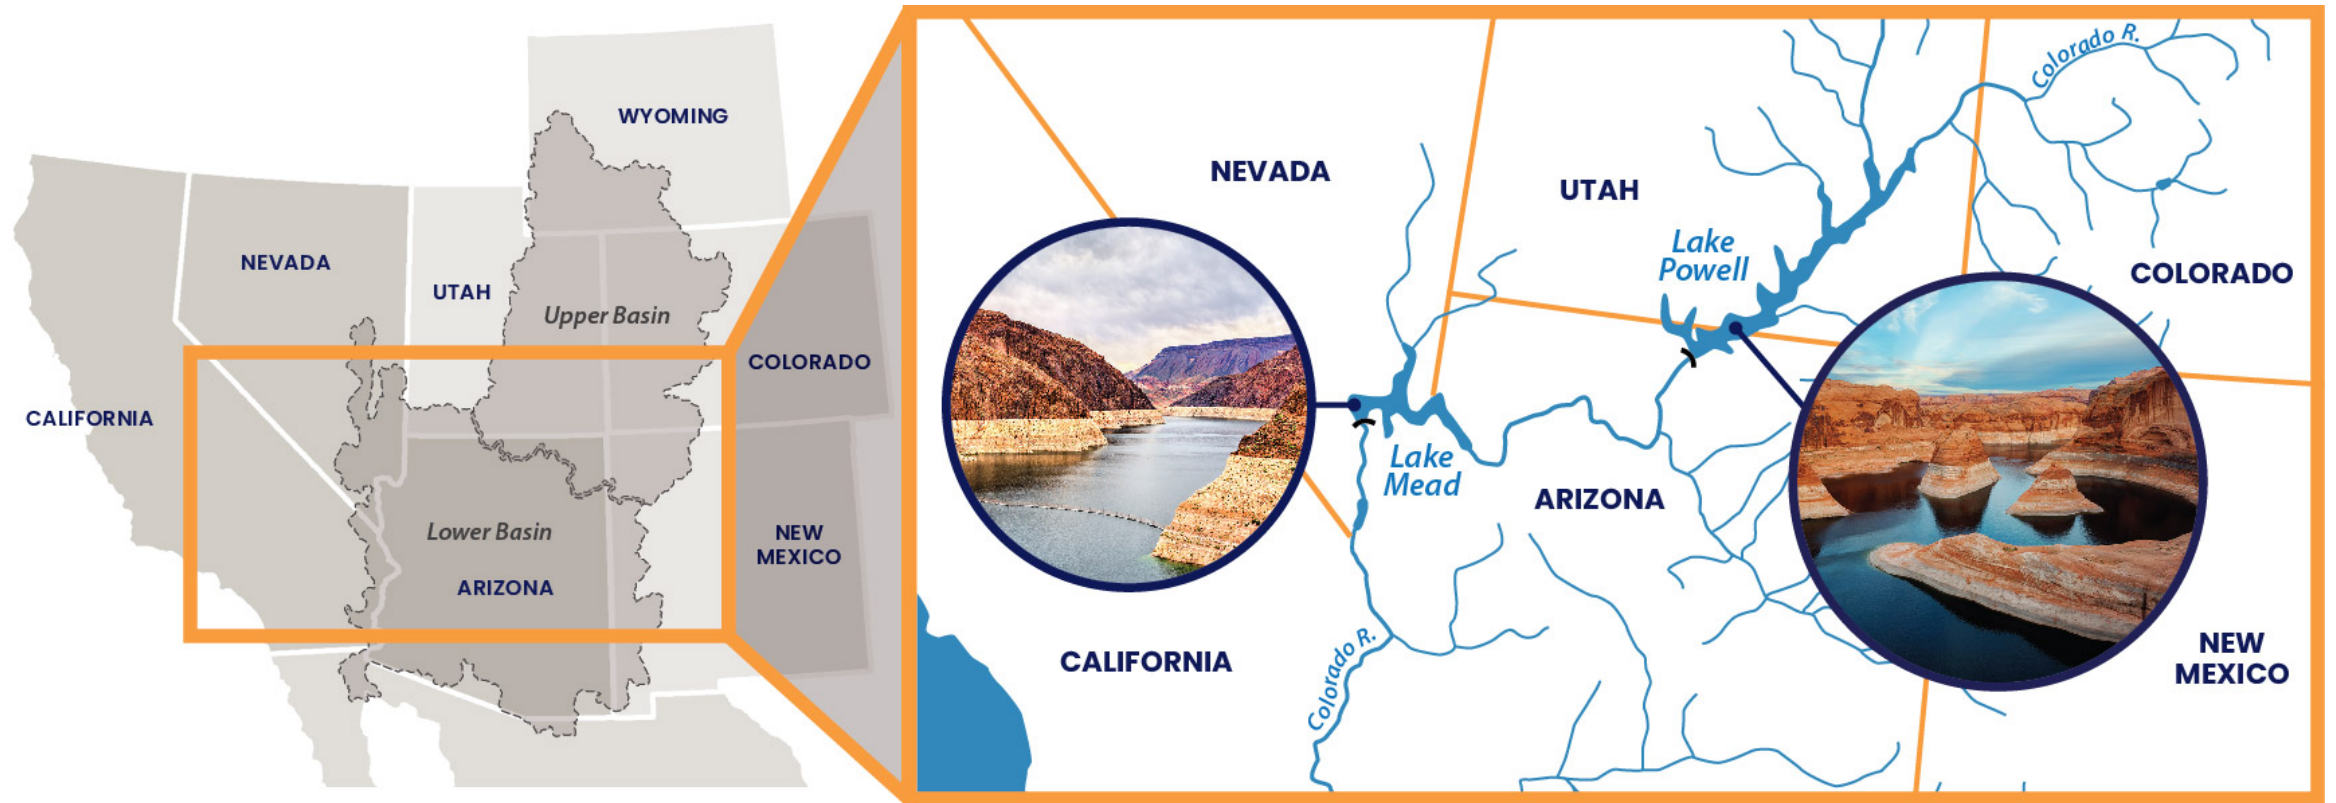 WYOMING
NEVADA
UTAH
Upper Basin
COLORADO
CALIFORNIA
Lower Basin
NEW
MEXICO
ARIZONA
Colorado R.
NEVADA
UTAH
Lake
Powell
COLORADO
Lake
Mead
ARIZONA
CALIFORNIA
Colorado R.
NEW
MEXICO